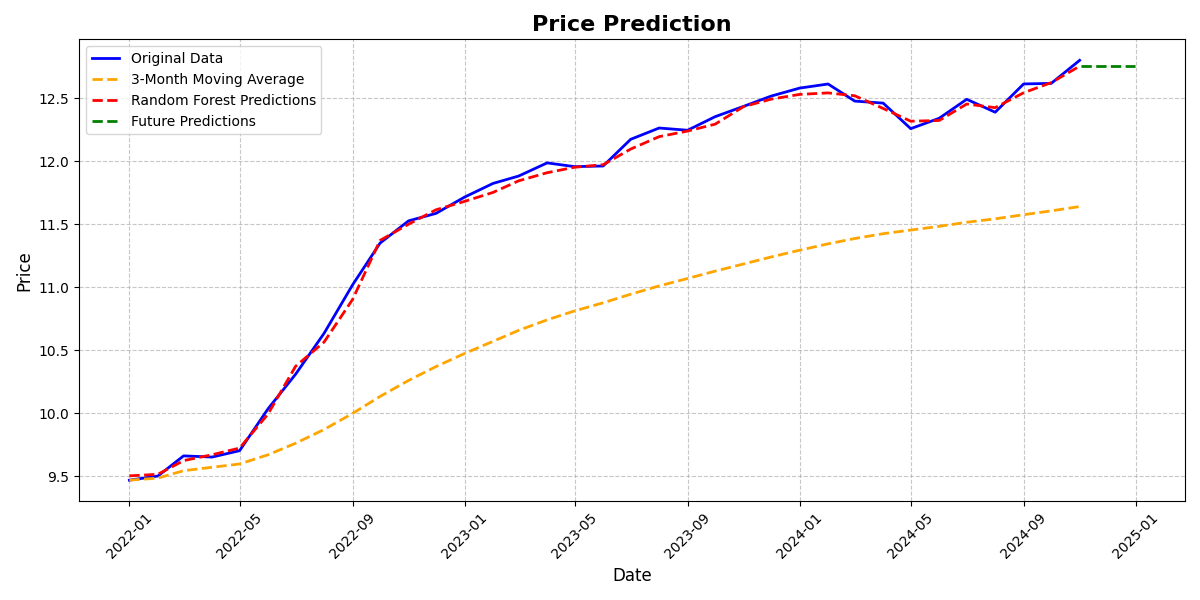 Price Prediction
Original Data
3-Month Moving Average
Random Forest Predictions
Future Predictions
Price
12.5
12.0
11.5
11.0
10.5
10.0
9.5
2022-01
2022-05
2022-09
2023-01
2023-05
2023-09
2024-01
2024-05
2024-09
2025-01
Date